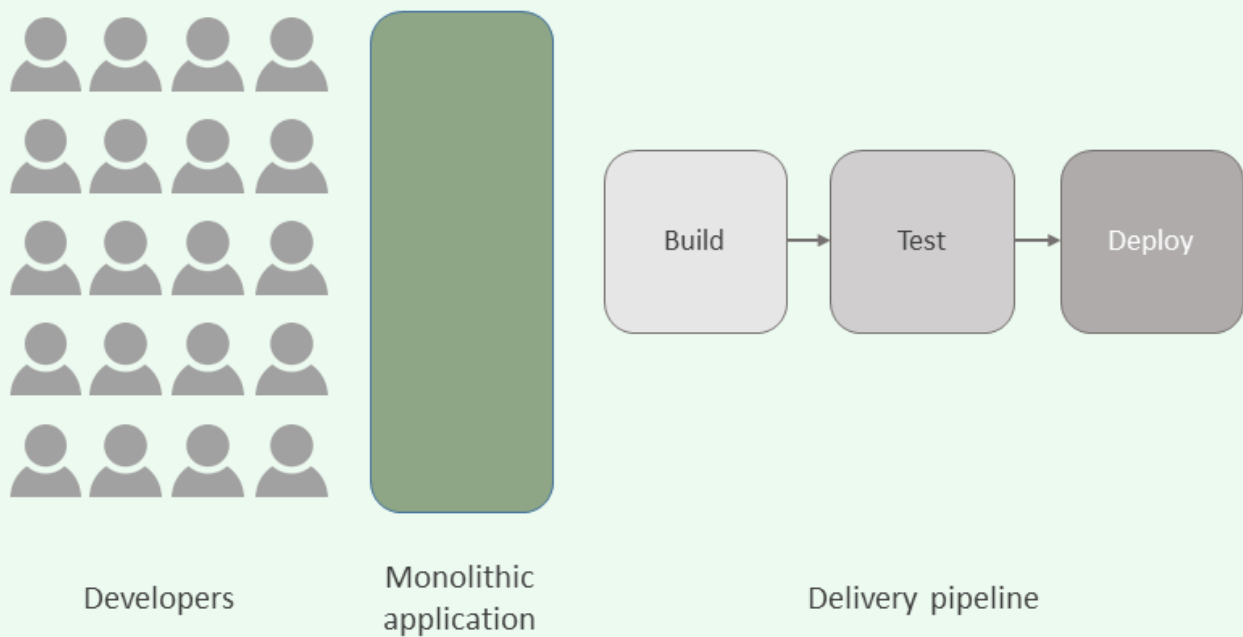 Build
Test
Deploy
Developers
Monolithic
application
Delivery pipeline